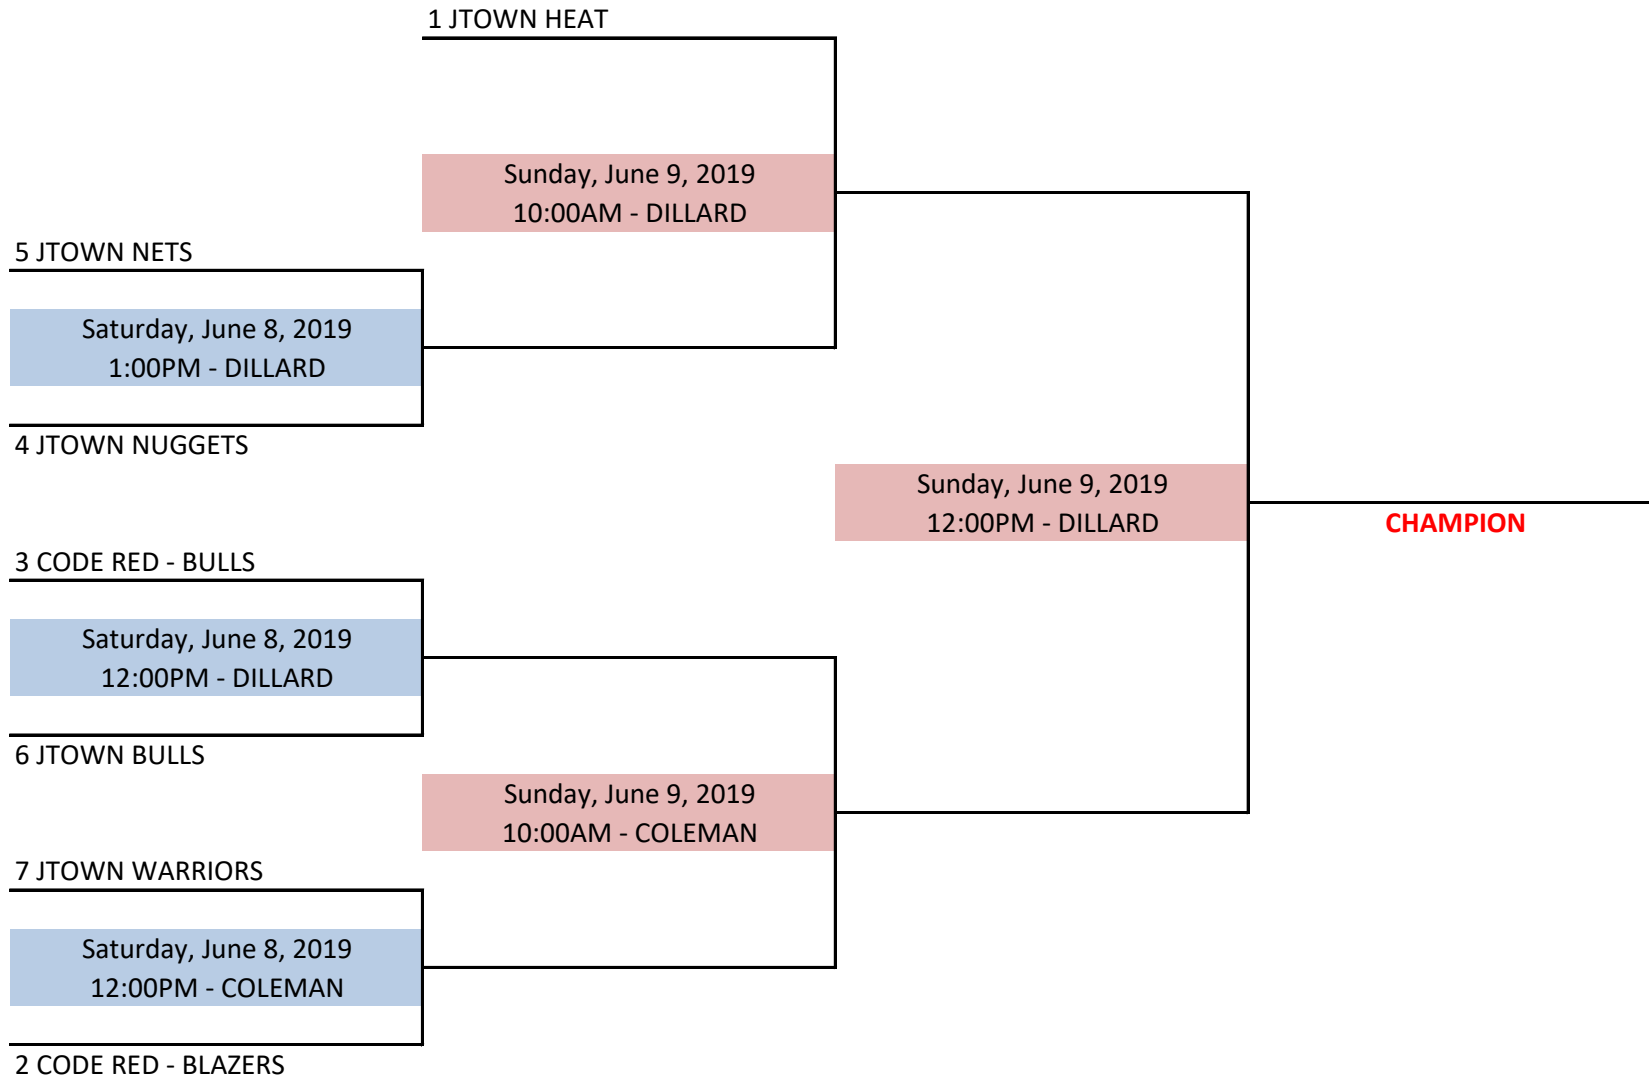 1 JTOWN HEAT
Sunday, June 9, 2019
10:00AM - DILLARD
5 JTOWN NETS
Saturday, June 8, 2019
1:00PM - DILLARD
4 JTOWN NUGGETS
Sunday, June 9, 2019
12:00PM - DILLARD
CHAMPION
3 CODE RED - BULLS
Saturday, June 8, 2019
12:00PM - DILLARD
6 JTOWN BULLS
Sunday, June 9, 2019
10:00AM - COLEMAN
7 JTOWN WARRIORS
Saturday, June 8, 2019
12:00PM - COLEMAN
2 CODE RED - BLAZERS